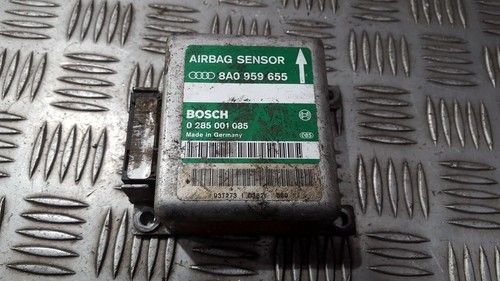 AIRBAG SENSOR
8A0 959 655
BOSCH
0 285 001 085
Made in Germany